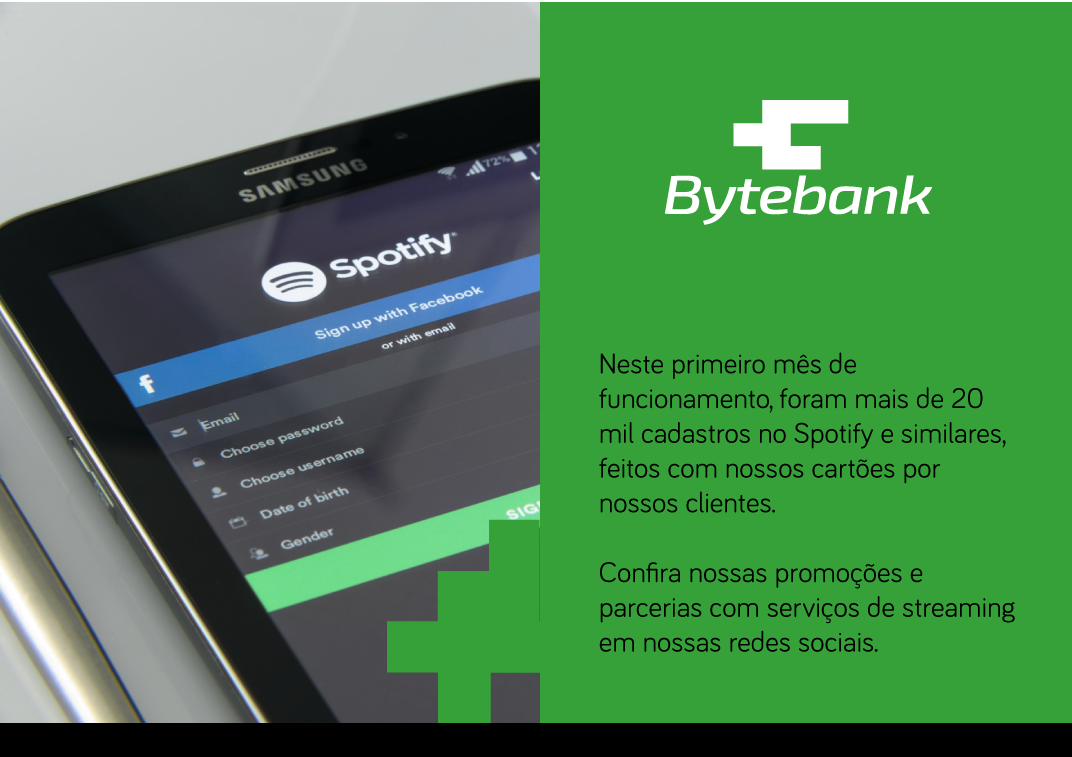 SAMSUNG
72%
Spotify
Sign up with Facebook
or with email
Email
Choose password
Choose username
Date of birth
Gender
Bytebank
Neste primeiro mês de
funcionamento, foram mais de 20
mil cadastros no Spotify e similares,
feitos com nossos cartões por
nossos clientes.
Confira nossas promoções e
parcerias com serviços de streaming
em nossas redes sociais.